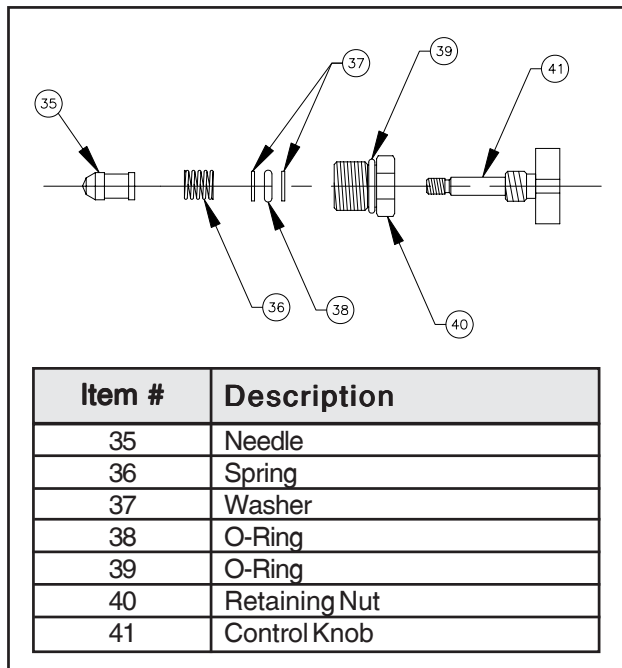 37
39
41
35
36
38
40
Item # Description
35 Needle
36 Spring
37 Washer
38 O-Ring
39 O-Ring
40 Retaining Nut
41 Control Knob